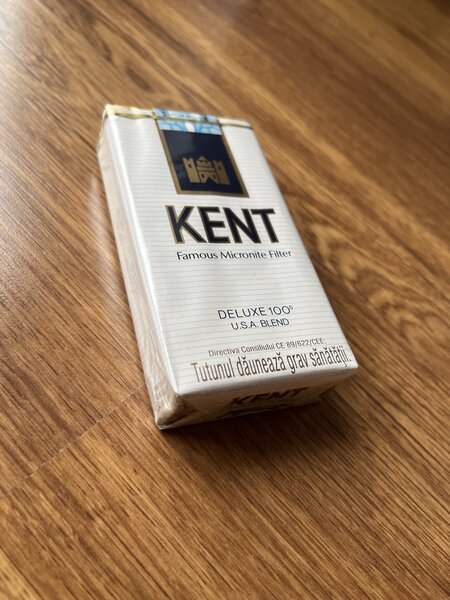 KENT
Famous Micronite Filter
DELUXE 100's
U.S.A. BLEND
Directiva Consiliului CE 89/622/CEE
Tutunul dăunează grav sănătăţii.
KENT